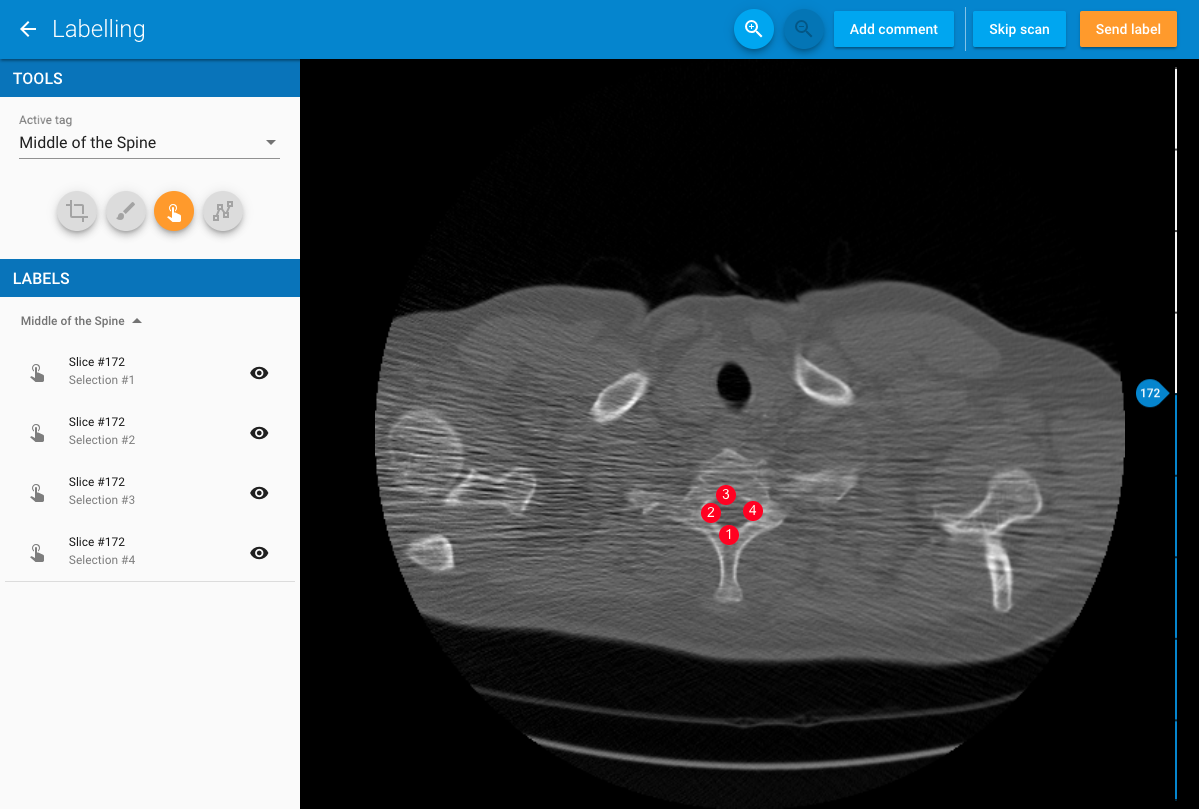 Labelling
Add comment
Skip scan
Send label
TOOLS
Active tag
Middle of the Spine
LABELS
Middle of the Spine
Slice #172
Selection #1
Slice #172
Selection #2
Slice #172
Selection #3
Slice #172
Selection #4
172
3
2
4
1